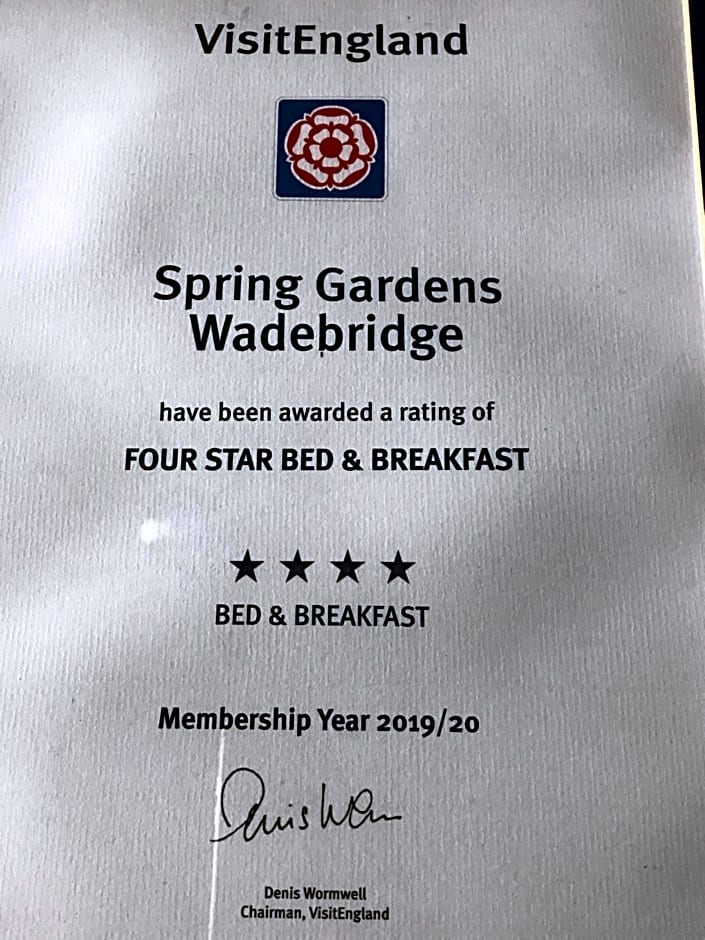 VisitEngland
Spring Gardens
Wadebridge
have been awarded a rating of
FOUR STAR BED & BREAKFAST
★ ★ ★ ★
BED & BREAKFAST
Membership Year 2019/20
Denis Wormwell
Chairman, VisitEngland